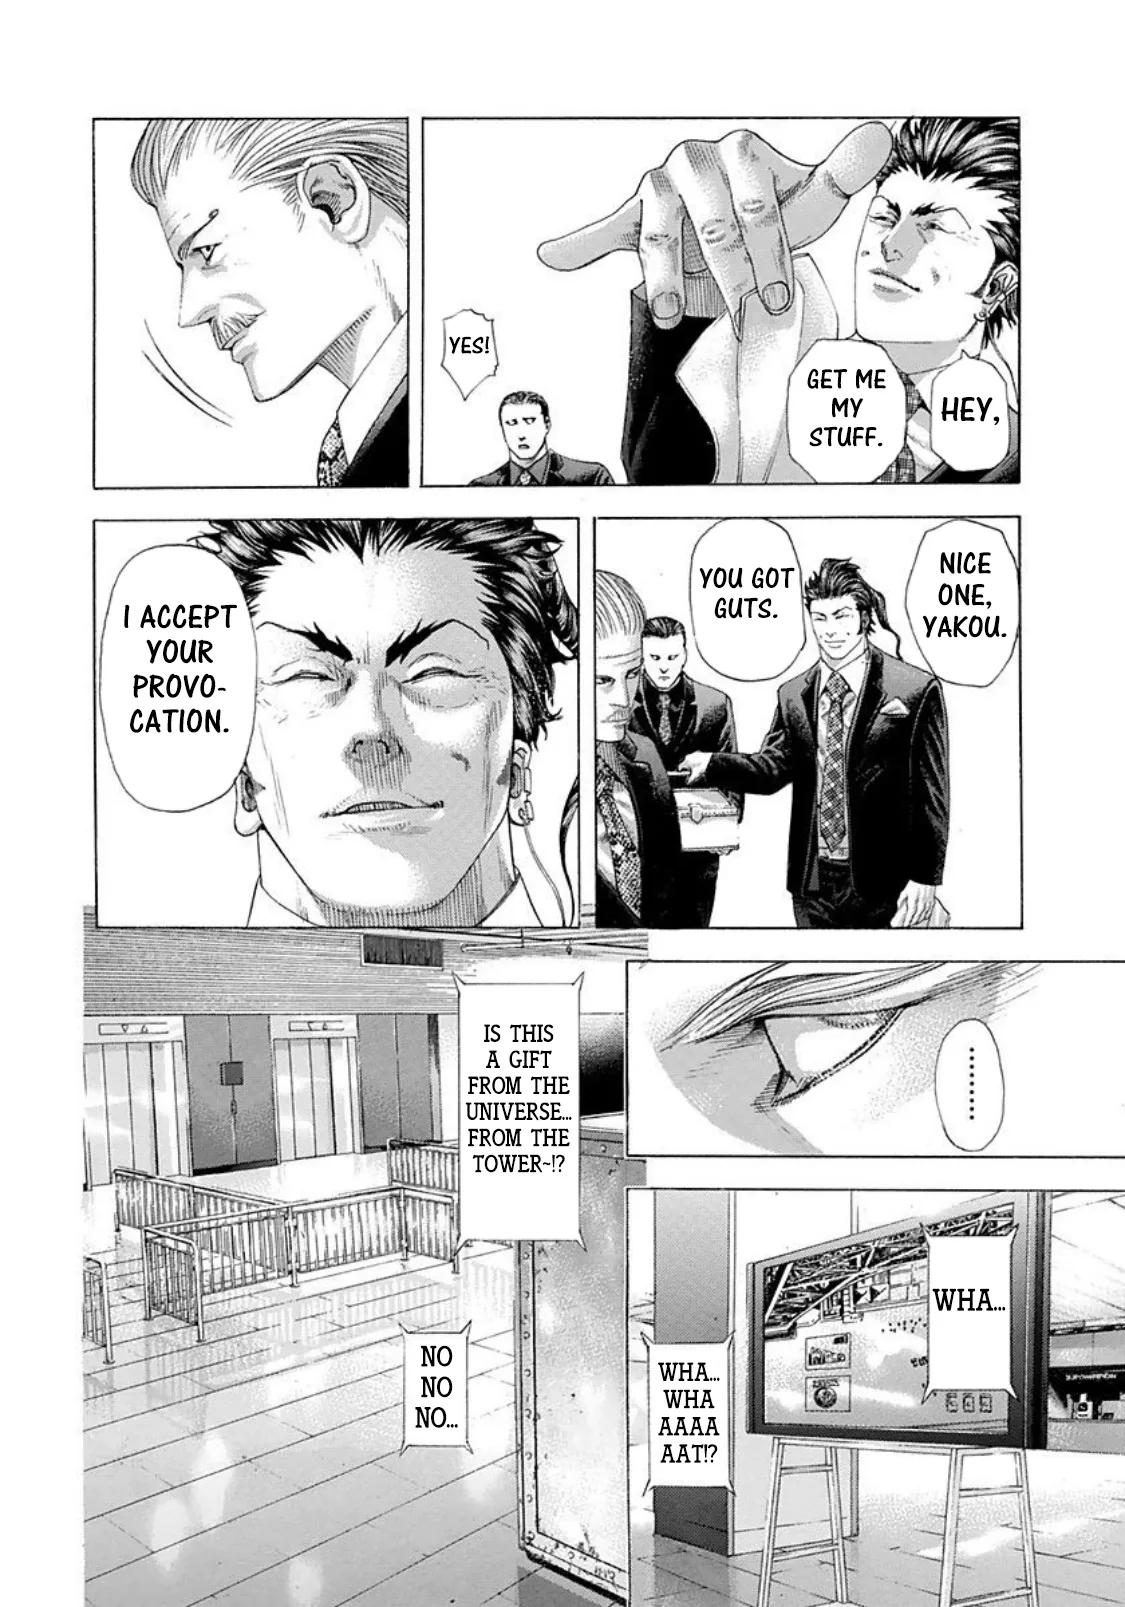 HEY,
GET ME
MY
STUFF.
YES!
NICE
ONE,
YAKOU.
YOU GOT
GUTS.
I ACCEPT
YOUR
PROVO-
CATION.
.........
WHA...
WHA...
WHA
AAAA
AAT!?
IS THIS
A GIFT
FROM THE
UNIVERSE...
FROM THE
TOWER~!?
NO
NO
NO...